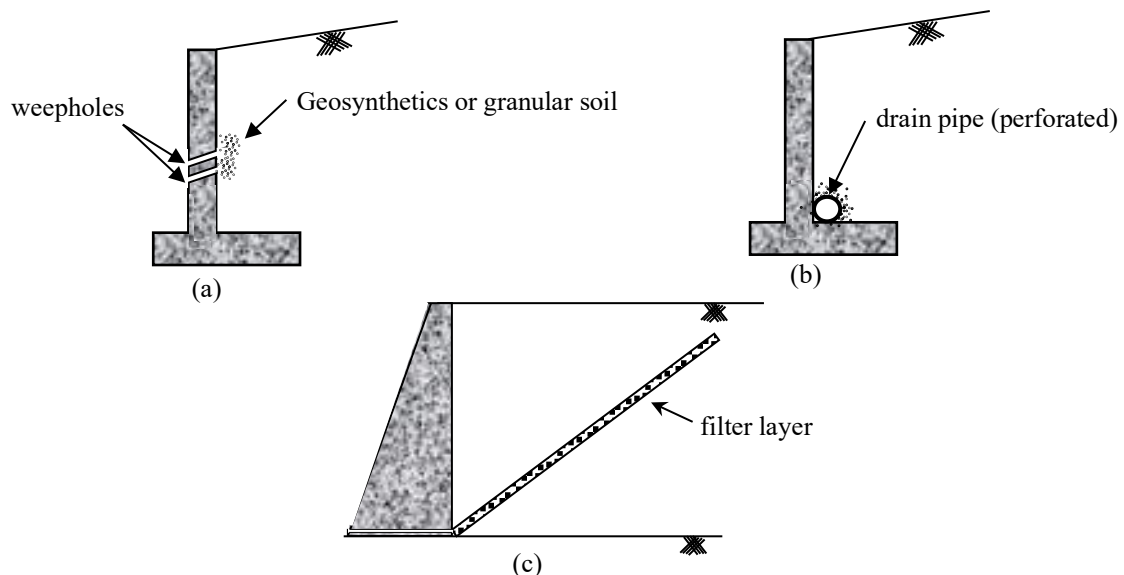 weepholes
Geosynthetics or granular soil
drain pipe (perforated)
(a)
(b)
filter layer
(c)